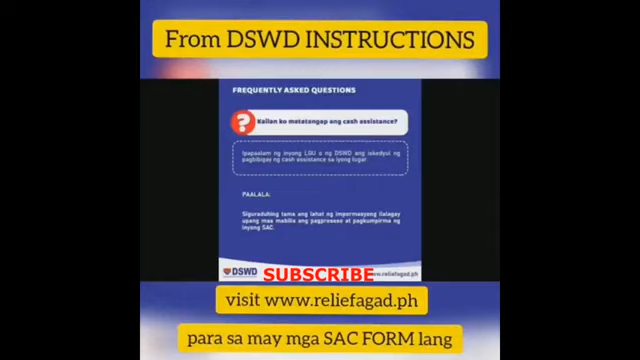 From DSWD INSTRUCTIONS
FREQUENTLY ASKED QUESTIONS
? Kailan ko matatangap ang cash assistance?
Ipapaalam ng inyong LGU o ng DSWD ang iskedyul ng
pagbibigay ng cash assistance sa iyong lugar
PAALALA:
Siguraduhing tama ang lahat ng impormasyong ilalagay
upang mas mabilis ang pagproseso at pagkumpirma ng
inyong SAC.
DSWD
SUBSCRIBE
www.reliefagad.ph
visit www.reliefagad.ph
para sa may mga SAC FORM lang